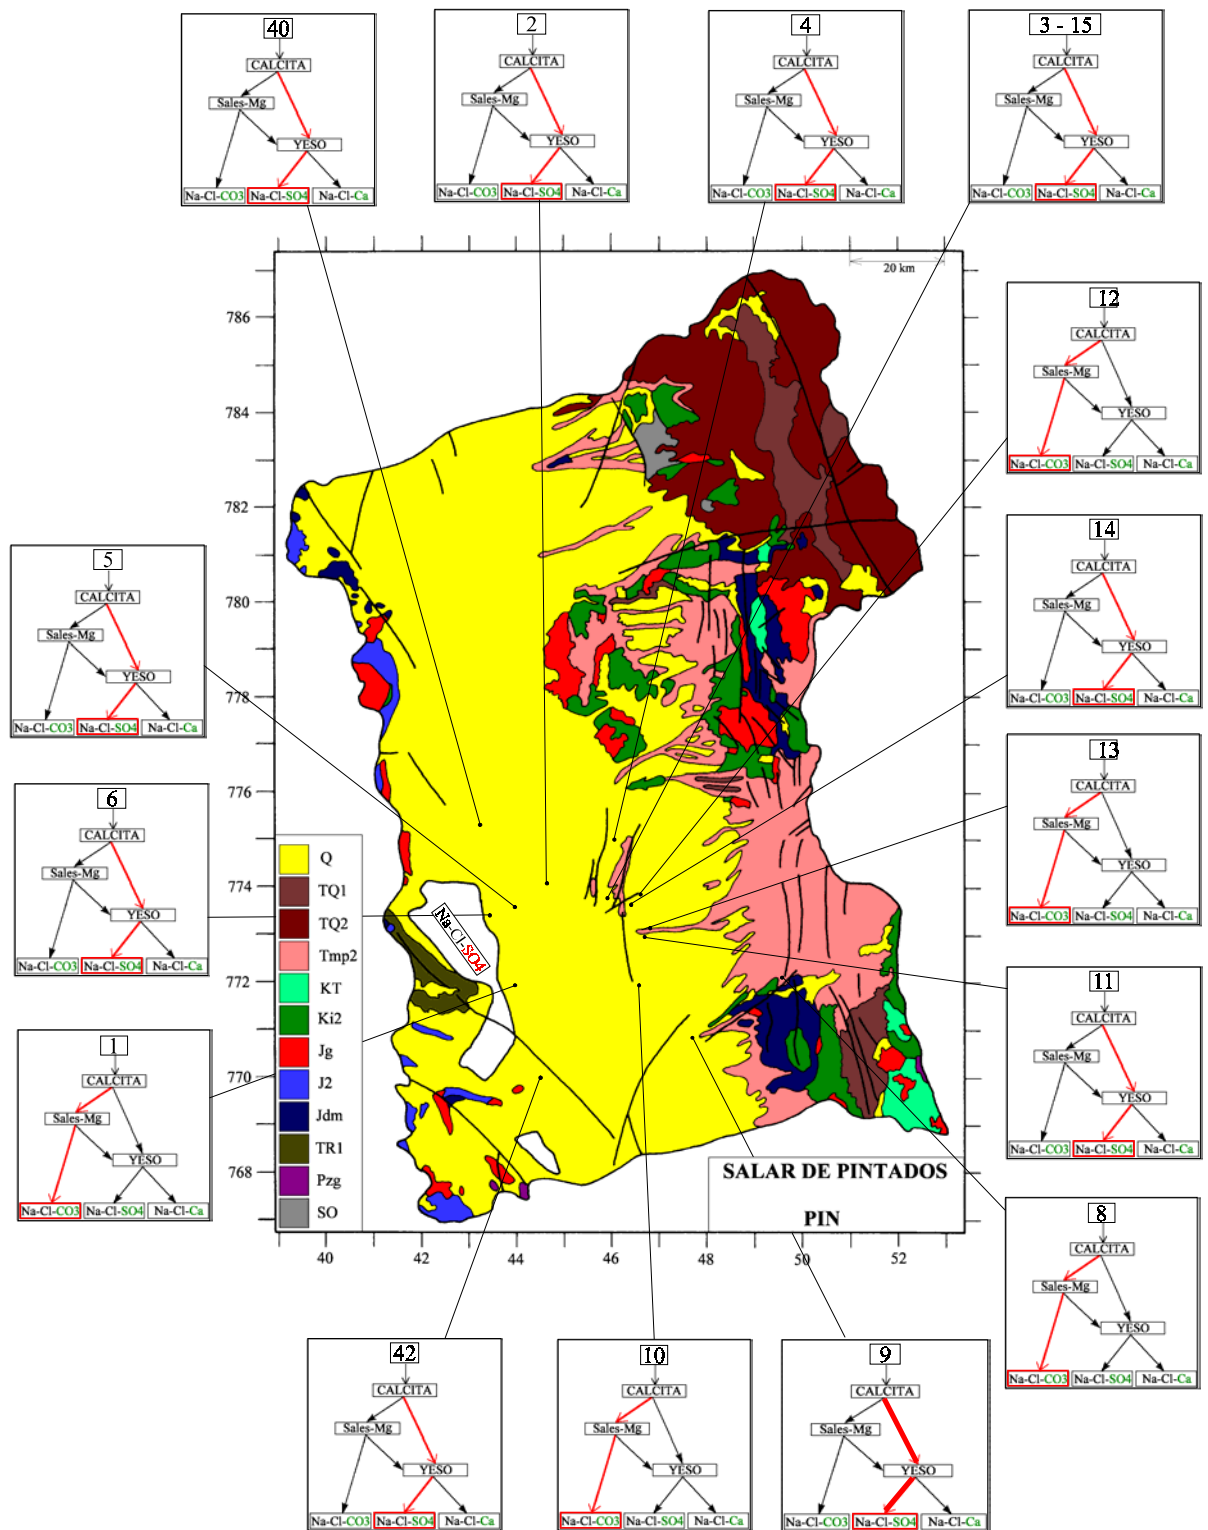 40
CALCITA
Sales-Mg
YESO
Na-Cl-CO3 Na-Cl-SO4 Na-Cl-Ca
2
CALCITA
Sales-Mg
YESO
Na-Cl-CO3 Na-Cl-SO4 Na-Cl-Ca
4
CALCITA
Sales-Mg
YESO
Na-Cl-CO3 Na-Cl-SO4 Na-Cl-Ca
3 - 15
CALCITA
Sales-Mg
YESO
Na-Cl-CO3 Na-Cl-SO4 Na-Cl-Ca
20 km
12
CALCITA
Sales-Mg
YESO
Na-Cl-CO3 Na-Cl-SO4 Na-Cl-Ca
14
CALCITA
Sales-Mg
YESO
Na-Cl-CO3 Na-Cl-SO4 Na-Cl-Ca
5
CALCITA
Sales-Mg
YESO
Na-Cl-CO3 Na-Cl-SO4 Na-Cl-Ca
13
CALCITA
Sales-Mg
YESO
Na-Cl-CO3 Na-Cl-SO4 Na-Cl-Ca
6
CALCITA
Sales-Mg
YESO
Na-Cl-CO3 Na-Cl-SO4 Na-Cl-Ca
11
CALCITA
Sales-Mg
YESO
Na-Cl-CO3 Na-Cl-SO4 Na-Cl-Ca
1
CALCITA
Sales-Mg
YESO
Na-Cl-CO3 Na-Cl-SO4 Na-Cl-Ca
8
CALCITA
Sales-Mg
YESO
Na-Cl-CO3 Na-Cl-SO4 Na-Cl-Ca
786
784
782
780
778
776
774
772
770
768
Q
TQ1
TQ2
Tmp2
KT
Ki2
Jg
J2
Jdm
TR1
Pzg
SO
Na-Cl-SO4
SALAR DE PINTADOS
PIN
40 42 44 46 48 50 52
42
CALCITA
Sales-Mg
YESO
Na-Cl-CO3 Na-Cl-SO4 Na-Cl-Ca
10
CALCITA
Sales-Mg
YESO
Na-Cl-CO3 Na-Cl-SO4 Na-Cl-Ca
9
CALCITA
Sales-Mg
YESO
Na-Cl-CO3 Na-Cl-SO4 Na-Cl-Ca